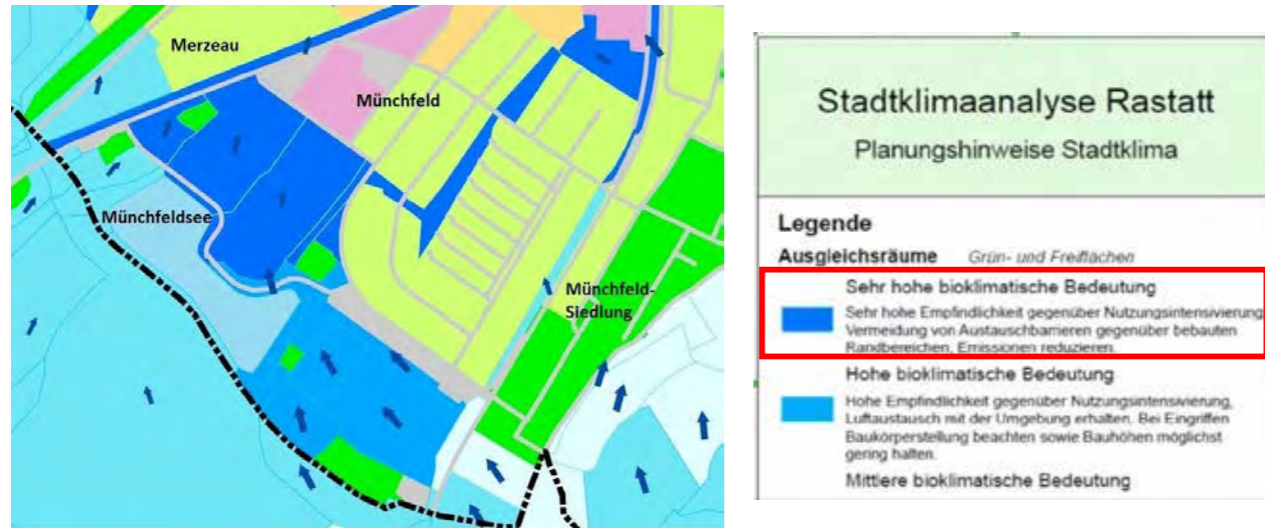 Merzeau
Münchfeld
Münchfeldsee
Münchfeld-
Siedlung
Stadtklimaanalyse Rastatt
Planungshinweise Stadtklima
Legende
Ausgleichsräume Grün- und Freiflächen
Sehr hohe bioklimatische Bedeutung
Sehr hohe Empfindlichkeit gegenüber Nutzungsintensivierung
Vermeidung von Austauschbarrieren gegenüber bebauten
Randbereichen, Emissionen reduzieren.
Hohe bioklimatische Bedeutung
Hohe Empfindlichkeit gegenüber Nutzungsintensivierung,
Luftaustausch mit der Umgebung erhalten. Bei Eingriffen
Baukörperstellung beachten sowie Bauhöhen möglichst
gering halten.
Mittlere bioklimatische Bedeutung